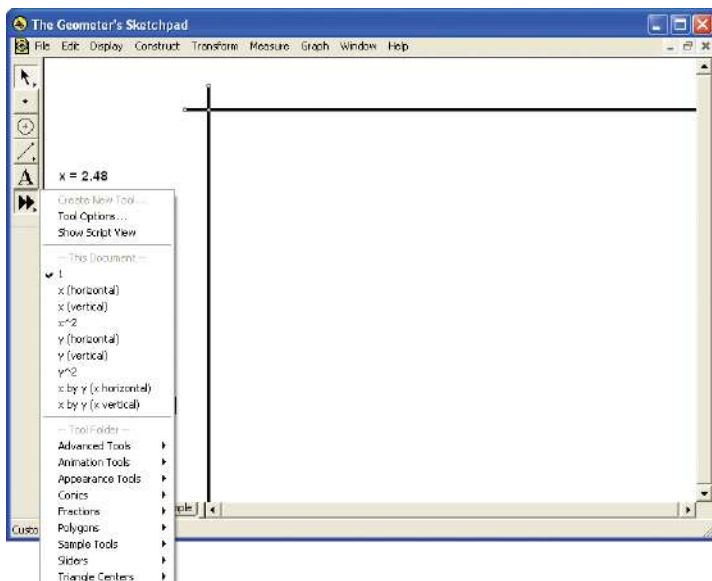 The Geometer's Sketchpad
File Edit Display Construct Transform Measure Graph Window Help
A
x = 2.48
Create New Tool...
Tool Options...
Show Script View
-- This Document --
1
x (horizontal)
x (vertical)
x^2
y (horizontal)
y (vertical)
y^2
x by y (x horizontal)
x by y (x vertical)
-- Tool Folder --
Advanced Tools
Animation Tools
Appearance Tools
Conics
Fractions
Polygons
Sample Tools
Sliders
Triangle Centers
ple
Custo